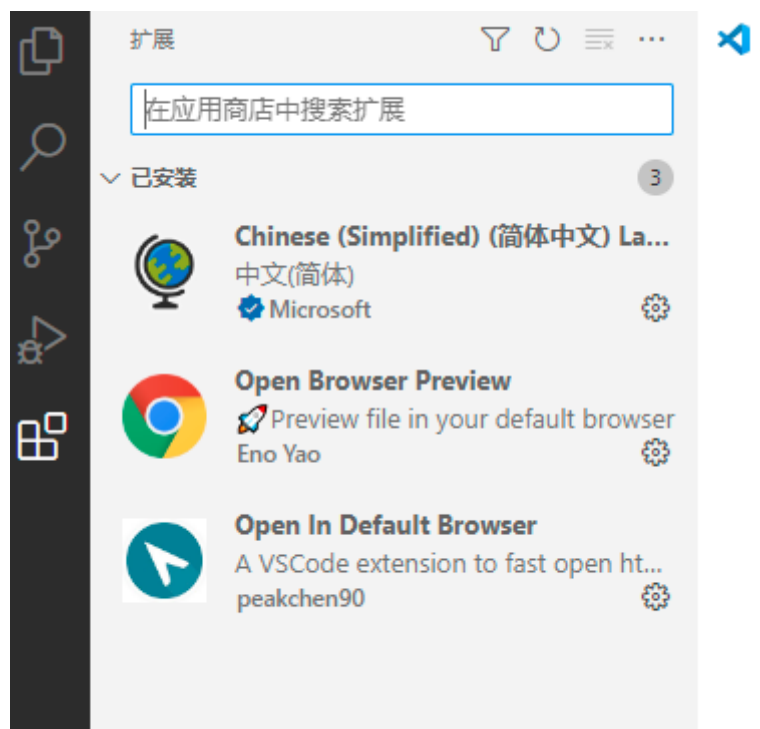 扩展
在应用商店中搜索扩展
已安装
3
Chinese (Simplified) (简体中文) La...
中文(简体)
Microsoft
Open Browser Preview
Preview file in your default browser
Eno Yao
Open In Default Browser
A VSCode extension to fast open ht...
peakchen90